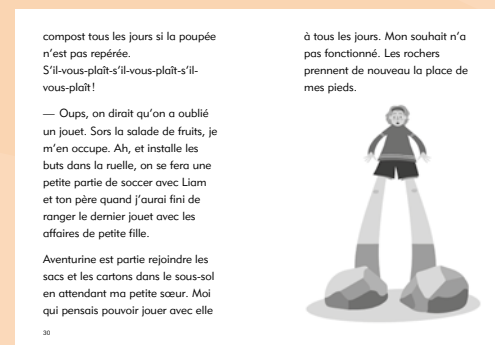 compost tous les jours si la poupée
n'est pas repérée.
S'il-vous-plaît-s'il-vous-plaît-s'il-
vous-plaît !
— Oups, on dirait qu'on a oublié
un jouet. Sors la salade de fruits, je
m'en occupe. Ah, et installe les
buts dans la ruelle, on se fera une
petite partie de soccer avec Liam
et ton père quand j'aurai fini de
ranger le dernier jouet avec les
affaires de petite fille.
Aventurine est partie rejoindre les
sacs et les cartons dans le sous-sol
en attendant ma petite sœur. Moi
qui pensais pouvoir jouer avec elle
30
à tous les jours. Mon souhait n'a
pas fonctionné. Les rochers
prennent de nouveau la place de
mes pieds.